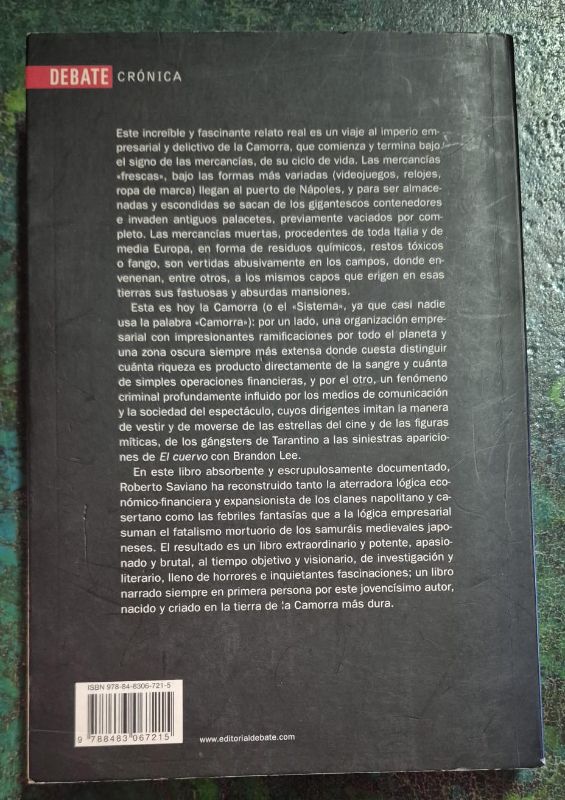 DEBATE CRÓNICA
Este increíble y fascinante relato real es un viaje al imperio em-
presarial y delictivo de la Camorra, que comienza y termina bajo
el signo de las mercancías, de su ciclo de vida. Las mercancías
«frescas», bajo las formas más variadas (videojuegos, relojes,
ropa de marca) llegan al puerto de Nápoles, y para ser almace-
nadas y escondidas se sacan de los gigantescos contenedores
e invaden antiguos palacetes, previamente vaciados por com-
pleto. Las mercancías muertas, procedentes de toda Italia y de
media Europa, en forma de residuos químicos, restos tóxicos
o fango, son vertidas abusivamente en los campos, donde en-
venenan, entre otros, a los mismos capos que erigen en esas
tierras sus fastuosas y absurdas mansiones.
Esta es hoy la Camorra (o el «Sistema», ya que casi nadie
usa la palabra «Camorra»): por un lado, una organización empre-
sarial con impresionantes ramificaciones por todo el planeta y
una zona oscura siempre más extensa donde cuesta distinguir
cuánta riqueza es producto directamente de la sangre y cuánta
de simples operaciones financieras, y por el otro, un fenómeno
criminal profundamente influido por los medios de comunicación
y la sociedad del espectáculo, cuyos dirigentes imitan la manera
de vestir y de moverse de las estrellas del cine y de las figuras
míticas, de los gángsters de Tarantino a las siniestras aparicio-
nes de El cuervo con Brandon Lee.
En este libro absorbente y escrupulosamente documentado,
Roberto Saviano ha reconstruido tanto la aterradora lógica eco-
nómico-financiera y expansionista de los clanes napolitano y ca-
sertano como las febriles fantasías que a la lógica empresarial
suman el fatalismo mortuorio de los samuráis medievales japo-
neses. El resultado es un libro extraordinario y potente, apasio-
nado y brutal, al tiempo objetivo y visionario, de investigación y
literario, lleno de horrores e inquietantes fascinaciones; un libro
narrado siempre en primera persona por este jovencísimo autor,
nacido y criado en la tierra de la Camorra más dura.
ISBN 978-84-8306-721-5
9 788483 067215
www.editorialdebate.com